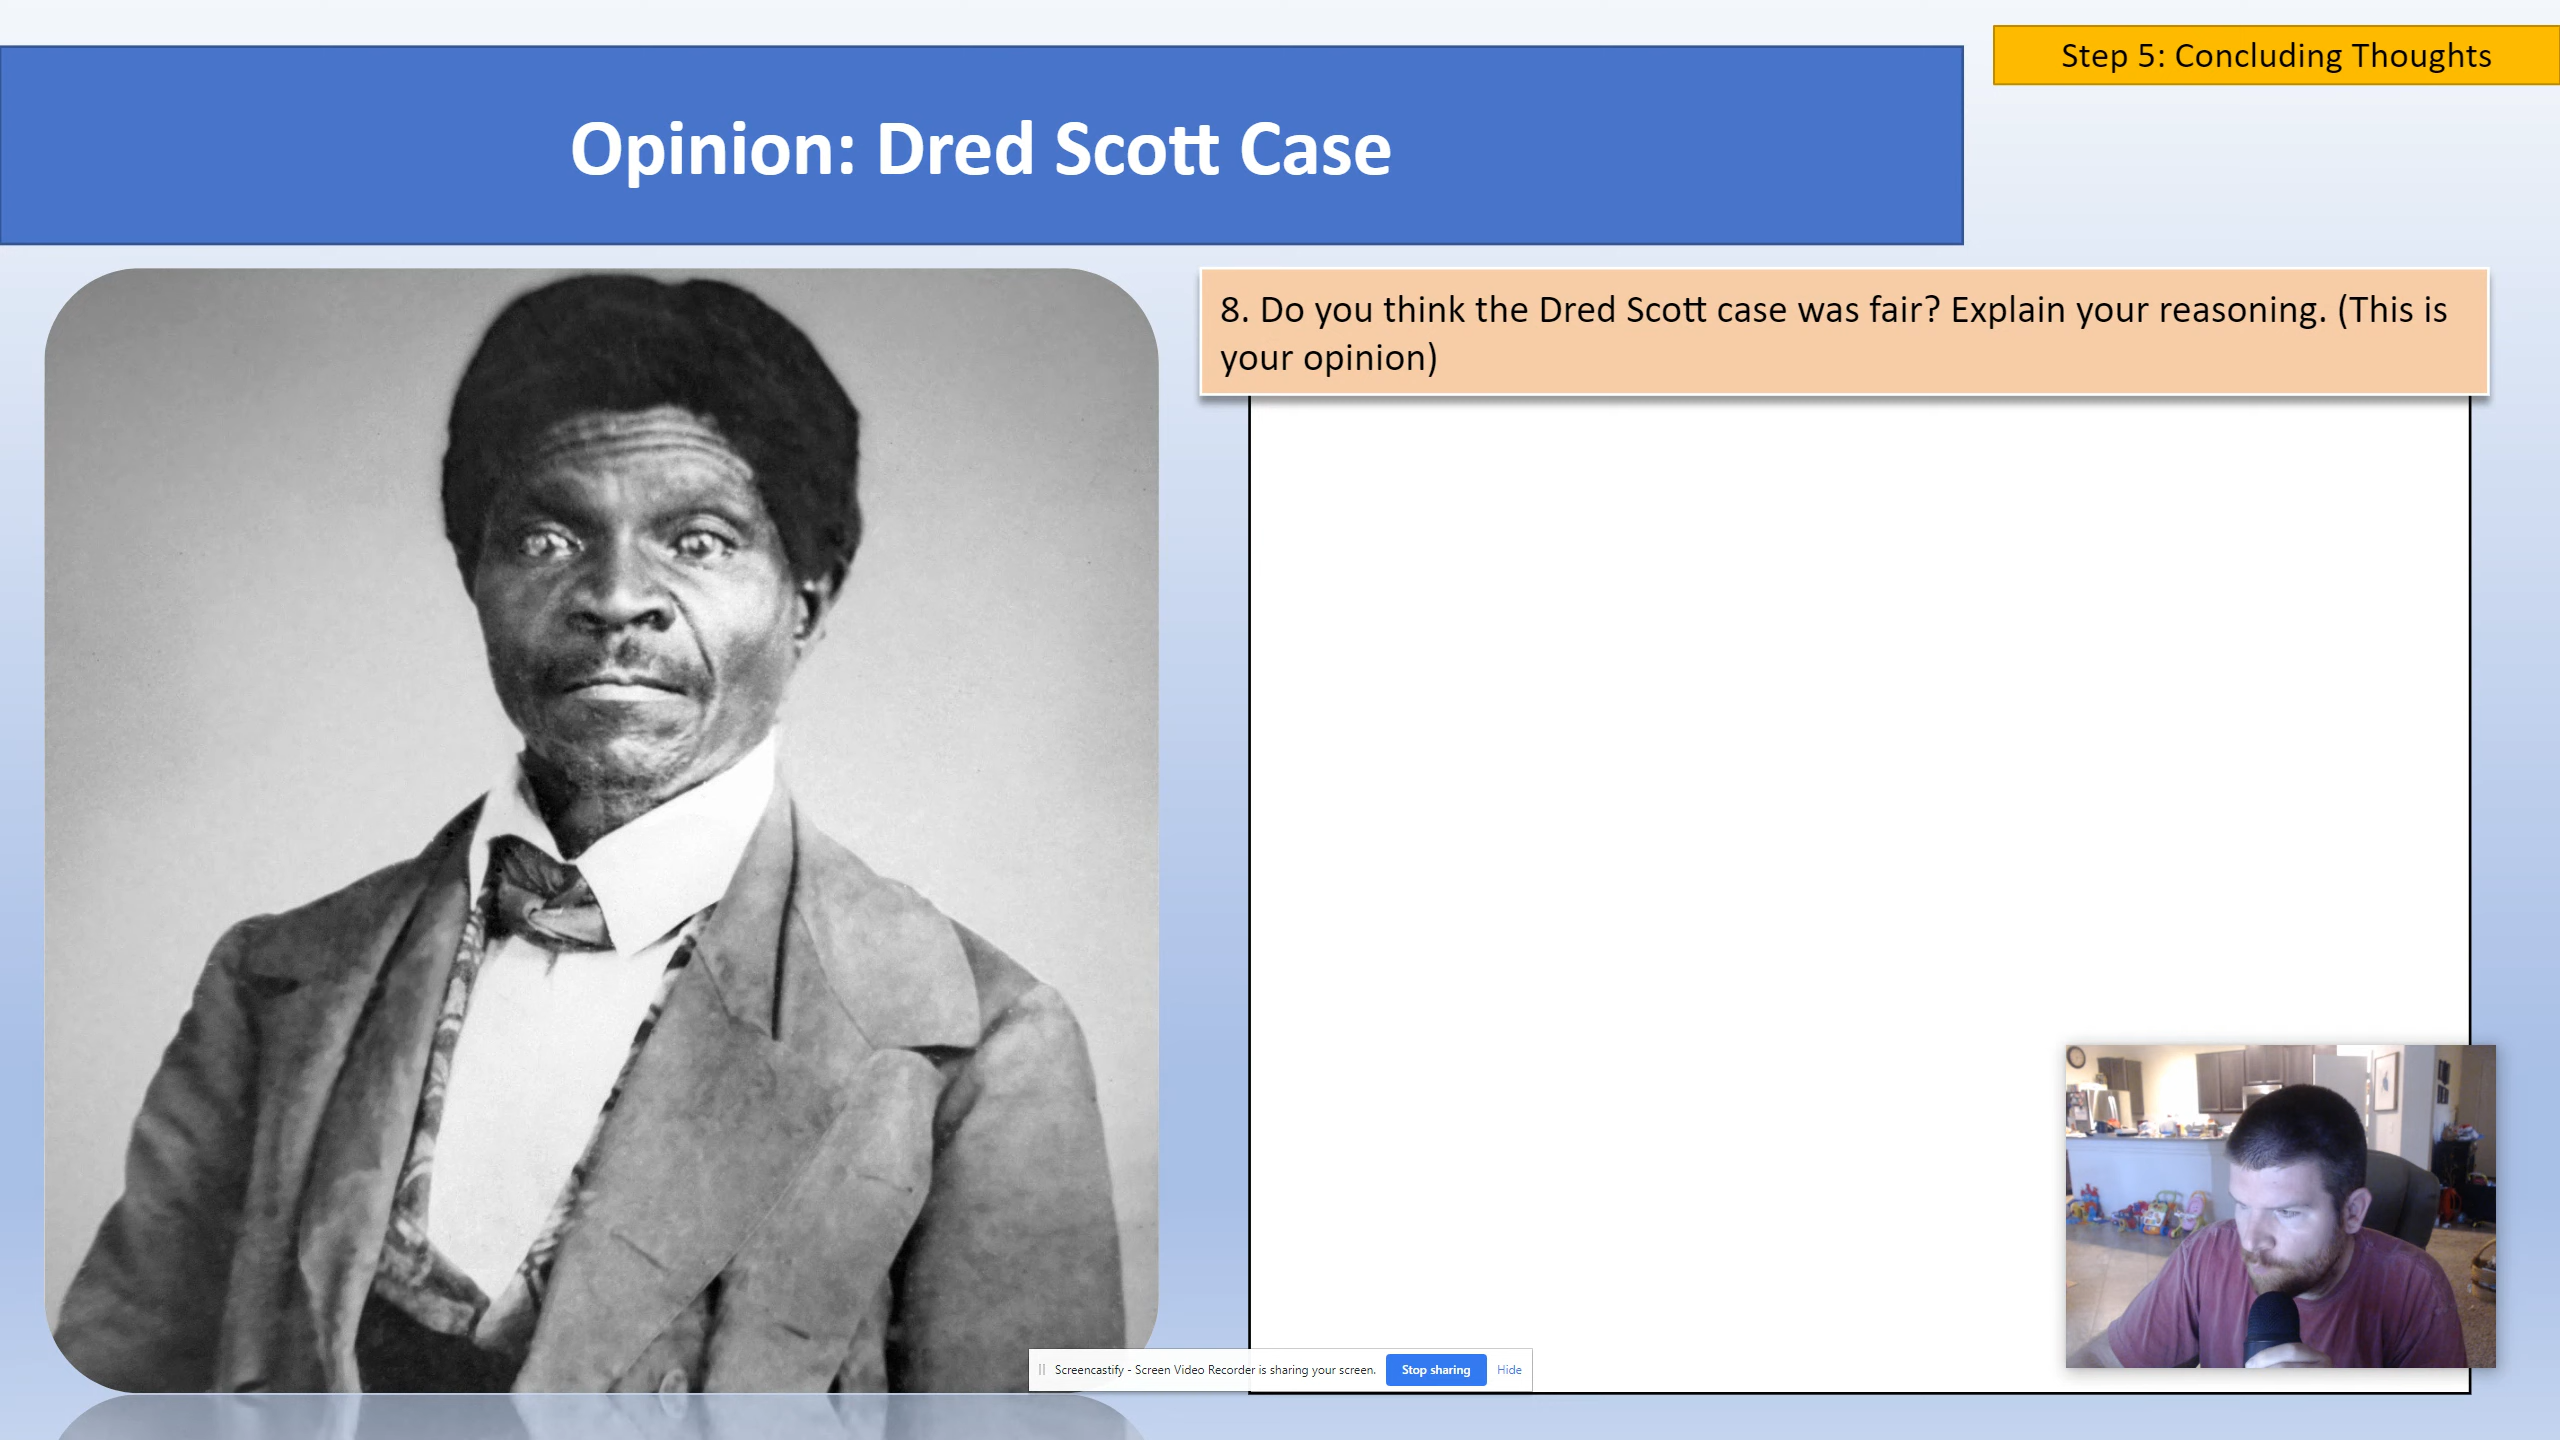 Step 5: Concluding Thoughts
Opinion: Dred Scott Case
8. Do you think the Dred Scott case was fair? Explain your reasoning. (This is
your opinion)
Screencastify - Screen Video Recorder is sharing your screen. Stop sharing Hide